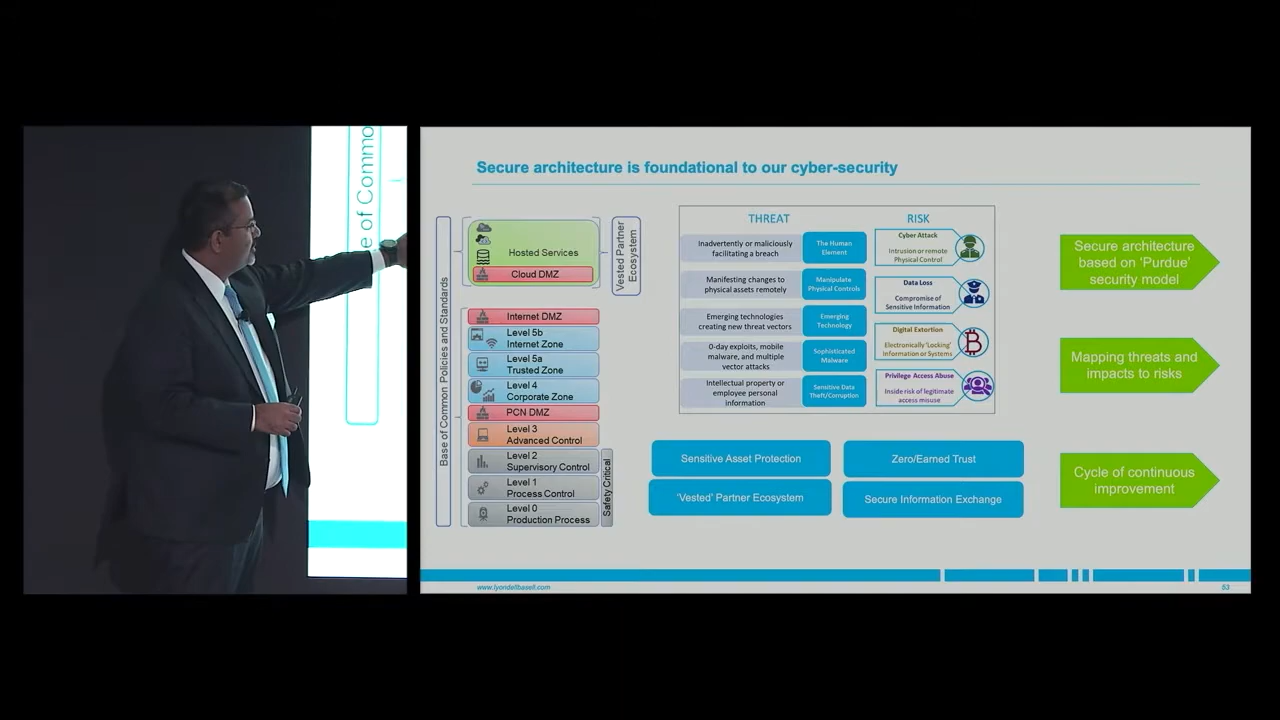 e of Common
Secure architecture is foundational to our cyber-security
Base of Common Policies and Standards
Hosted Services
Cloud DMZ
Vested Partner
Ecosystem
Internet DMZ
Level 5b
Internet Zone
Level 5a
Trusted Zone
Level 4
Corporate Zone
PCN DMZ
Level 3
Advanced Control
Level 2
Supervisory Control
Level 1
Process Control
Level 0
Production Process
Safety Critical
THREAT
RISK
Inadvertently or maliciously
facilitating a breach
The Human
Element
Manifesting changes to
physical assets remotely
Manipulate
Physical Controls
Emerging technologies
creating new threat vectors
Emerging
Technology
0-day exploits, mobile
malware, and multiple
vector attacks
Sophisticated
Malware
Intellectual property or
employee personal
information
Sensitive Data
Theft/Corruption
Cyber Attack
Intrusion or remote
Physical Control
Data Loss
Compromise of
Sensitive Information
Digital Extortion
Electronically 'Locking'
Information or Systems
Privilege Access Abuse
Inside risk of legitimate
access misuse
Sensitive Asset Protection
Zero/Earned Trust
'Vested' Partner Ecosystem
Secure Information Exchange
Secure architecture
based on 'Purdue'
security model
Mapping threats and
impacts to risks
Cycle of continuous
improvement
www.lyondellbasell.com
53